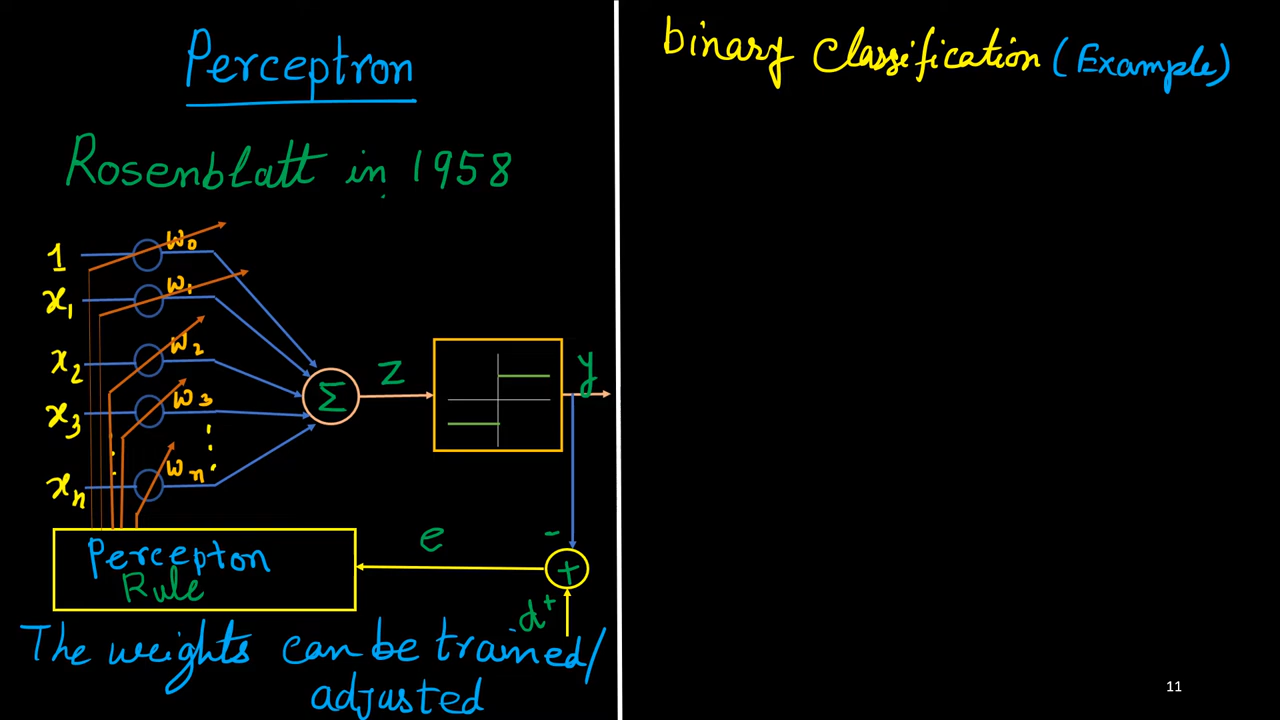 Perceptron
Rosenblatt in 1958
1
w0
x1
w1
x2
w2
x3
w3
xn
wn
Σ
z
y
-
e
+
d+
Percepton
Rule
The weights can be trained/
adjusted
binary Classification (Example)
11